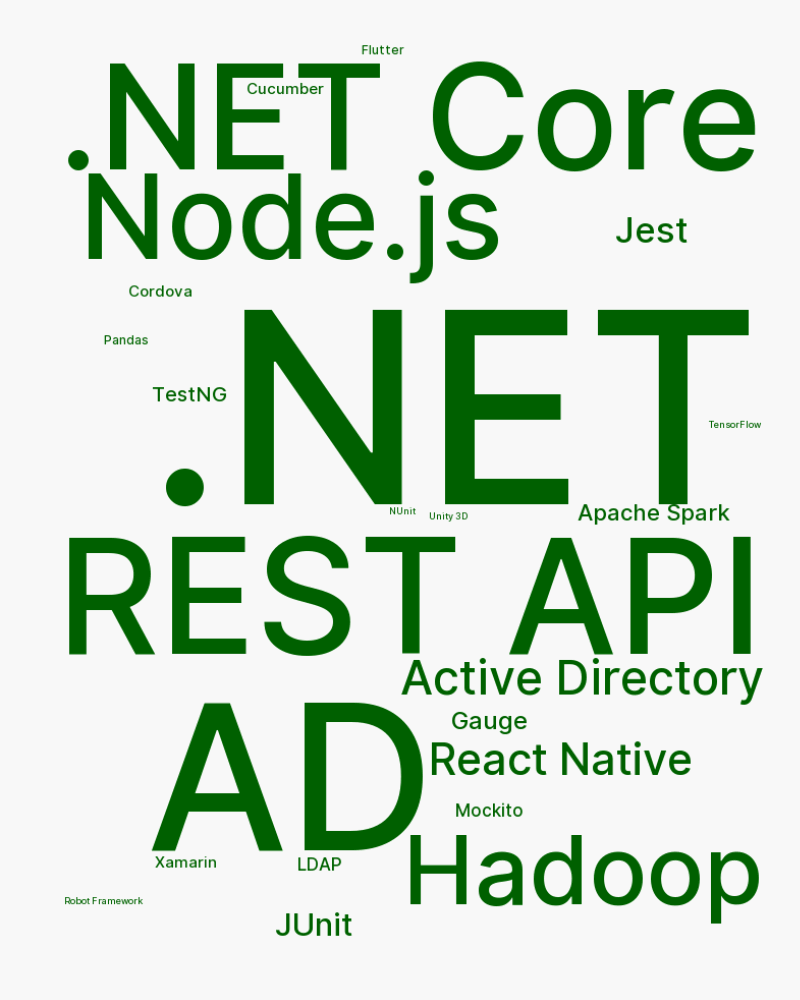 Flutter
.NET Core
Cucumber
Node.js
Jest
Cordova
.NET
Pandas
TestNG
TensorFlow
NUnit
Unity 3D
Apache Spark
REST API
Active Directory
AD
Gauge
React Native
Mockito
Hadoop
Xamarin
LDAP
Robot Framework
JUnit